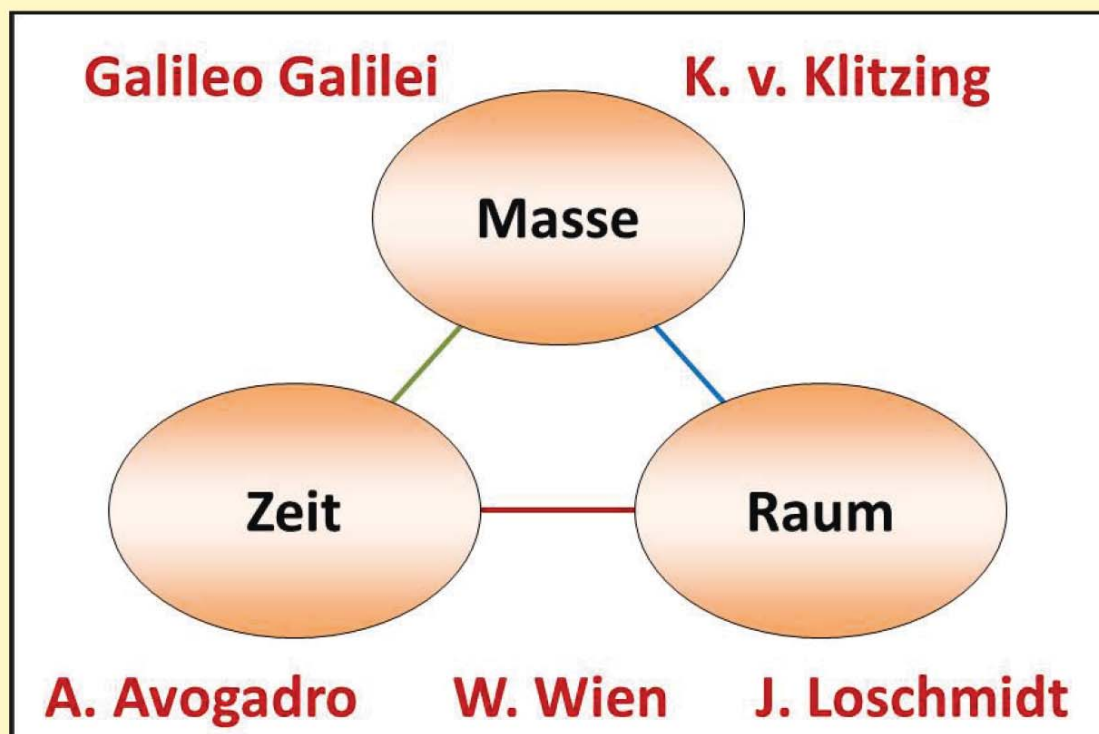 Galileo Galilei K. v. Klitzing
Masse
Zeit Raum
A. Avogadro W. Wien J. Loschmidt